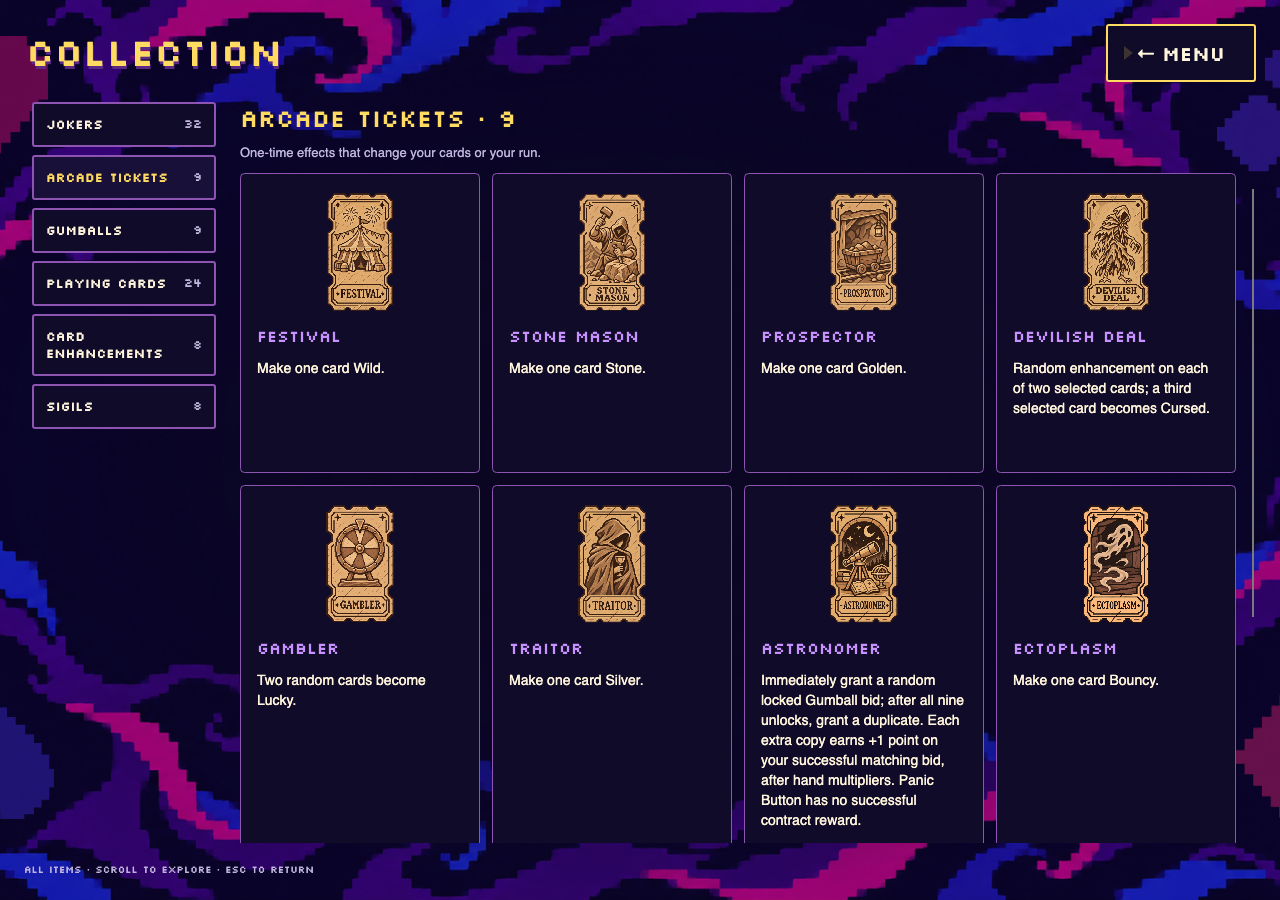 COLLECTION
← MENU
JOKERS 32
ARCADE TICKETS 9
GUMBALLS 9
PLAYING CARDS 24
CARD
ENHANCEMENTS 8
SIGILS 8
ARCADE TICKETS · 9
One-time effects that change your cards or your run.
FESTIVAL
FESTIVAL
Make one card Wild.
STONE
MASON
STONE MASON
Make one card Stone.
PROSPECTOR
PROSPECTOR
Make one card Golden.
DEVILISH
DEAL
DEVILISH DEAL
Random enhancement on each
of two selected cards; a third
selected card becomes Cursed.
GAMBLER
GAMBLER
Two random cards become
Lucky.
TRAITOR
TRAITOR
Make one card Silver.
ASTRONOMER
ASTRONOMER
Immediately grant a random
locked Gumball bid; after all nine
unlocks, grant a duplicate. Each
extra copy earns +1 point on
your successful matching bid,
after hand multipliers. Panic
Button has no successful
contract reward.
ECTOPLASM
ECTOPLASM
Make one card Bouncy.
ALL ITEMS · SCROLL TO EXPLORE · ESC TO RETURN